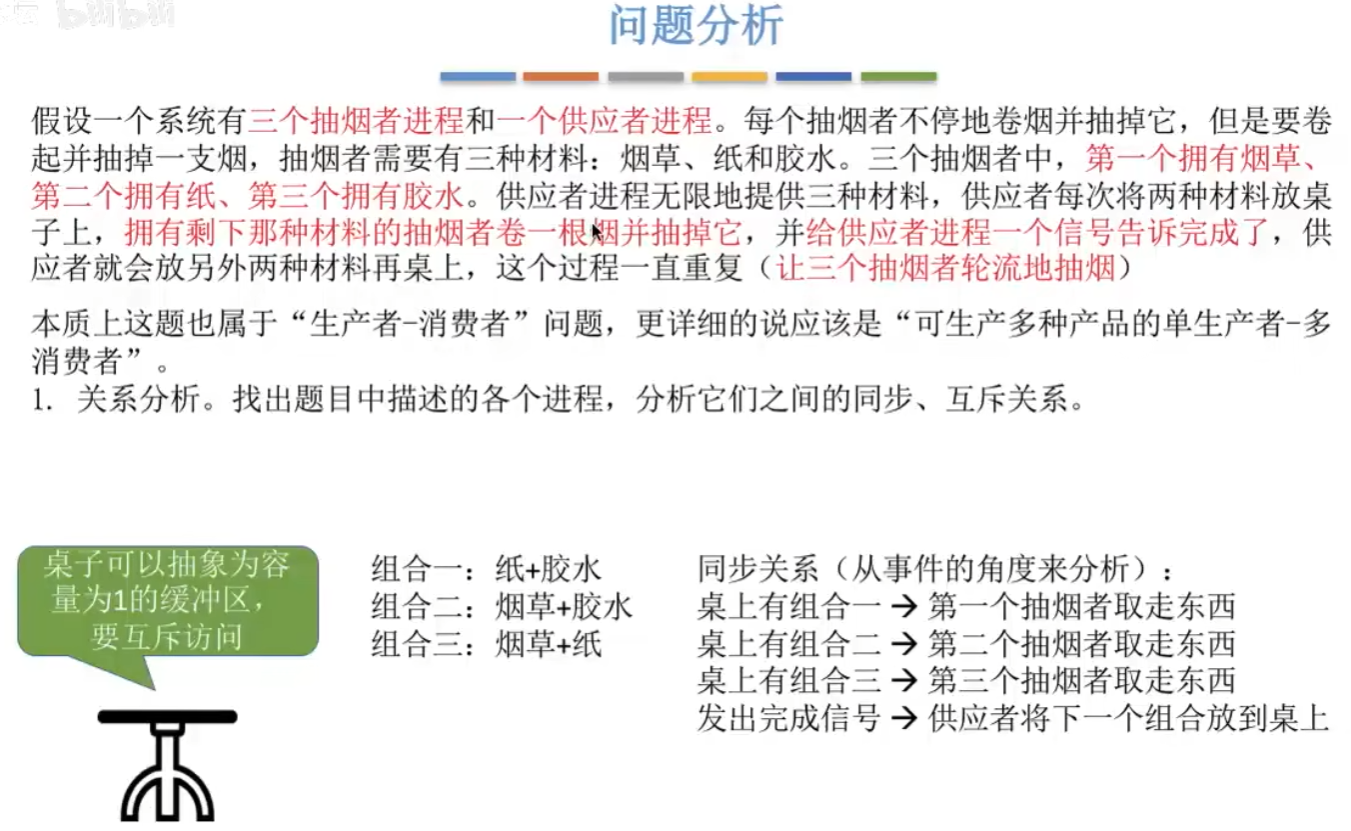 bilibili
问题分析
假设一个系统有三个抽烟者进程和一个供应者进程。每个抽烟者不停地卷烟并抽掉它，但是要卷
起并抽掉一支烟，抽烟者需要有三种材料：烟草、纸和胶水。三个抽烟者中，第一个拥有烟草、
第二个拥有纸、第三个拥有胶水。供应者进程无限地提供三种材料，供应者每次将两种材料放桌
子上，拥有剩下那种材料的抽烟者卷一根烟并抽掉它，并给供应者进程一个信号告诉完成了，供
应者就会放另外两种材料再桌上，这个过程一直重复（让三个抽烟者轮流地抽烟）
本质上这题也属于“生产者-消费者”问题，更详细的说应该是“可生产多种产品的单生产者-多
消费者”。
1. 关系分析。找出题目中描述的各个进程，分析它们之间的同步、互斥关系。
桌子可以抽象为容
量为1的缓冲区，
要互斥访问
组合一：纸+胶水
组合二：烟草+胶水
组合三：烟草+纸
同步关系（从事件的角度来分析）：
桌上有组合一 → 第一个抽烟者取走东西
桌上有组合二 → 第二个抽烟者取走东西
桌上有组合三 → 第三个抽烟者取走东西
发出完成信号 → 供应者将下一个组合放到桌上